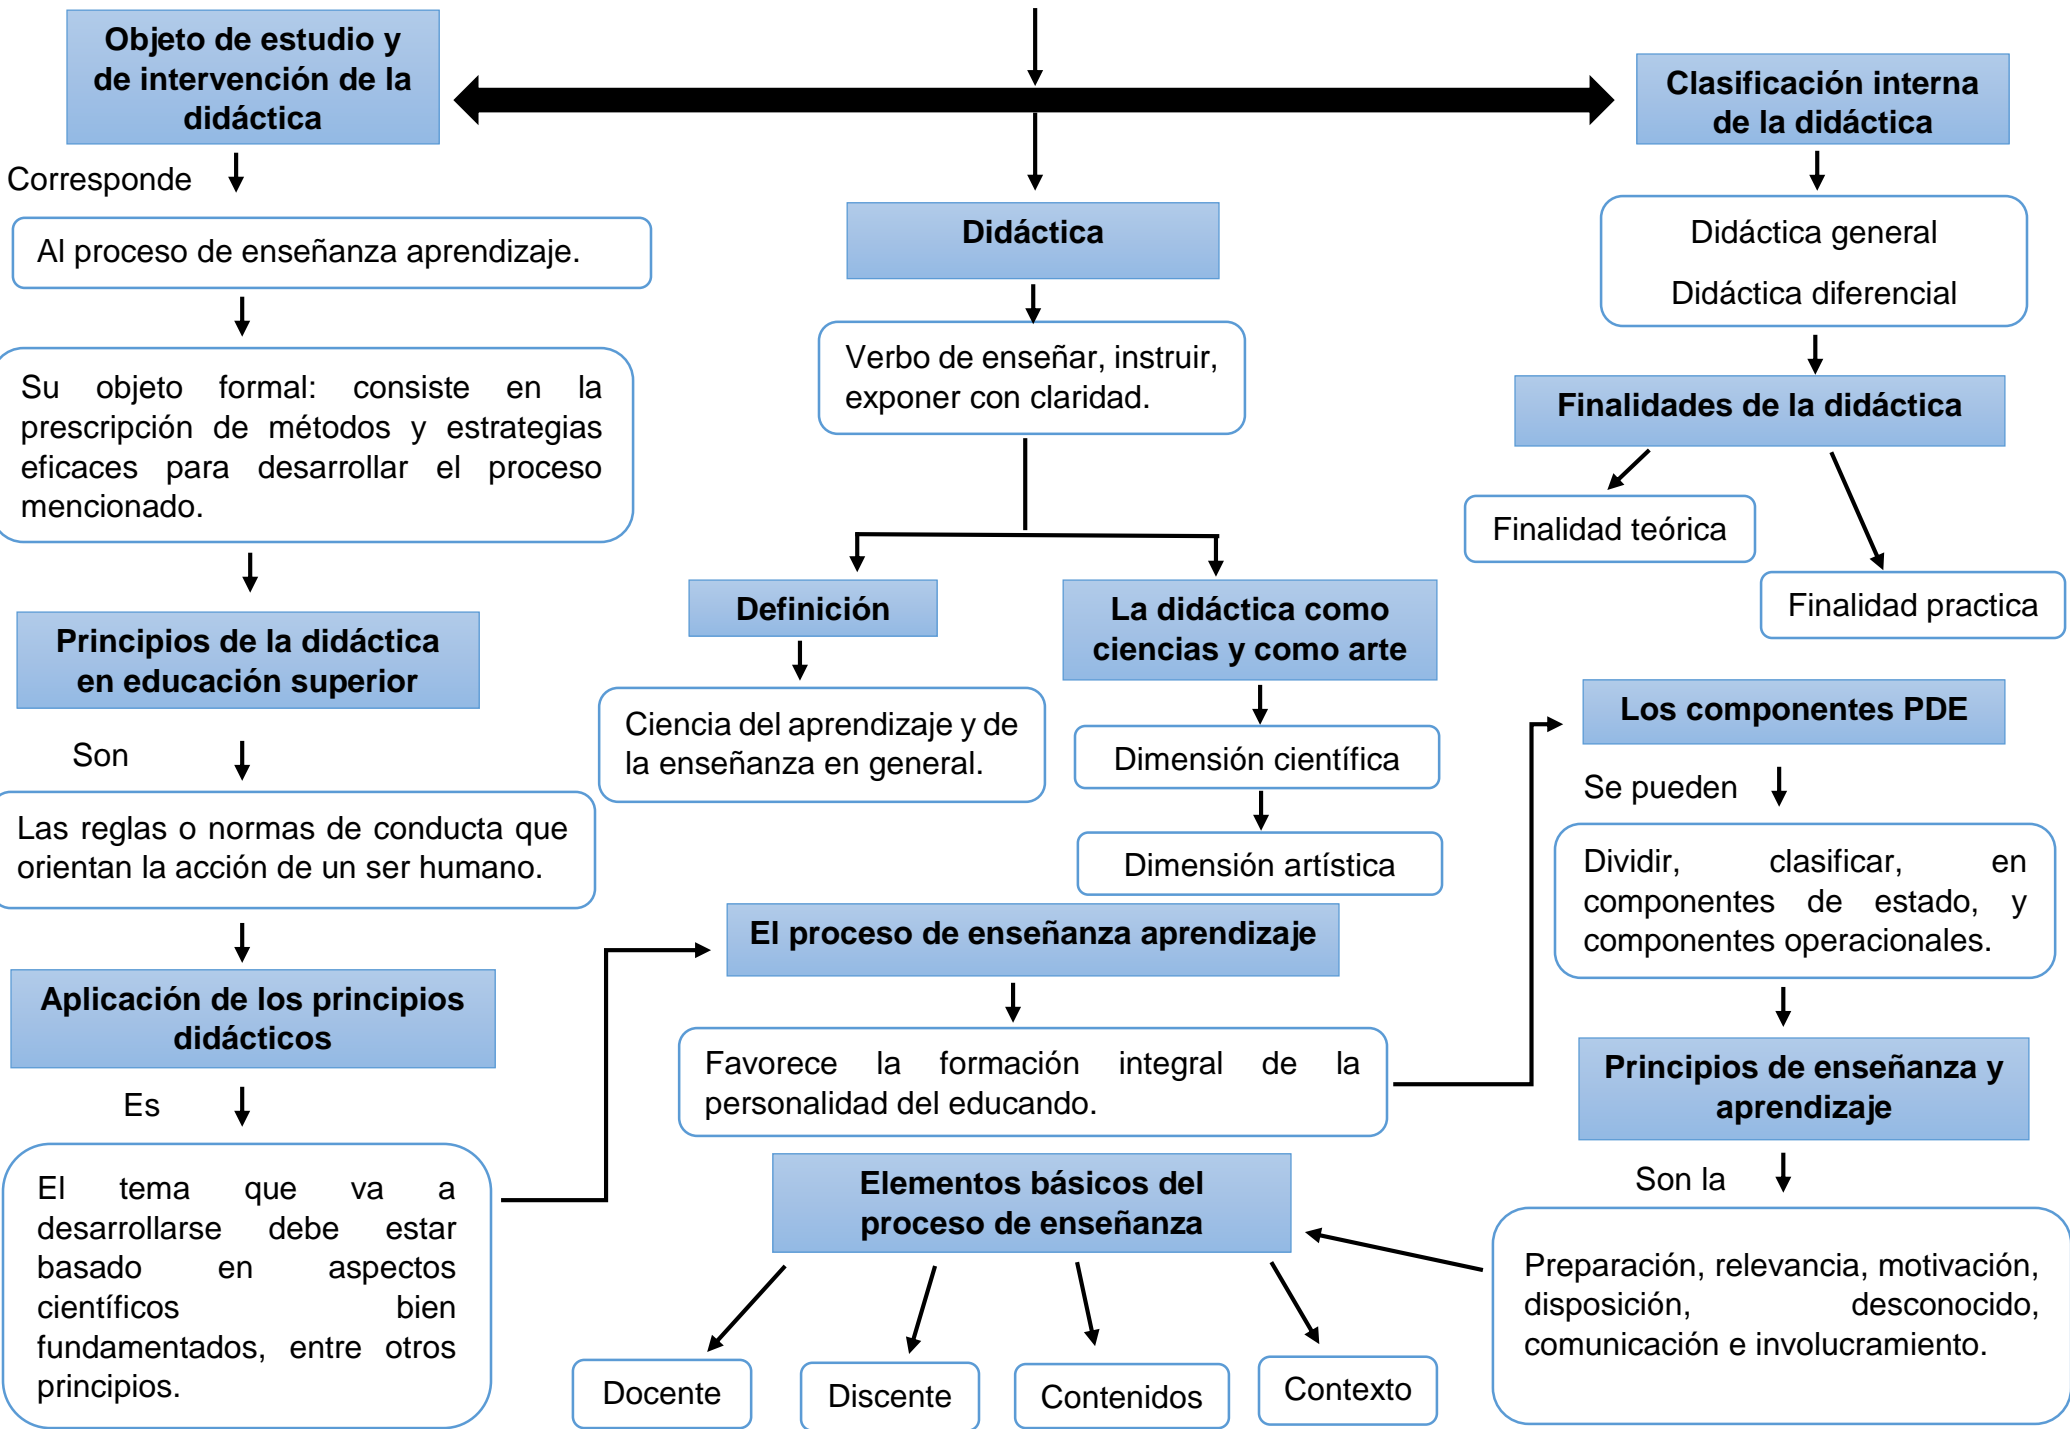 Objeto de estudio y
de intervención de la
didáctica
Corresponde
Al proceso de enseñanza aprendizaje.
Su objeto formal: consiste en la
prescripción de métodos y estrategias
eficaces para desarrollar el proceso
mencionado.
Principios de la didáctica
en educación superior
Son
Las reglas o normas de conducta que
orientan la acción de un ser humano.
Aplicación de los principios
didácticos
Es
El tema que va a
desarrollarse debe estar
basado en aspectos
científicos bien
fundamentados, entre otros
principios.
Didáctica
Verbo de enseñar, instruir,
exponer con claridad.
Definición
Ciencia del aprendizaje y de
la enseñanza en general.
La didáctica como
ciencias y como arte
Dimensión científica
Dimensión artística
El proceso de enseñanza aprendizaje
Favorece la formación integral de la
personalidad del educando.
Elementos básicos del
proceso de enseñanza
Docente
Discente
Contenidos
Contexto
Clasificación interna
de la didáctica
Didáctica general
Didáctica diferencial
Finalidades de la didáctica
Finalidad teórica
Finalidad practica
Los componentes PDE
Se pueden
Dividir, clasificar, en
componentes de estado, y
componentes operacionales.
Principios de enseñanza y
aprendizaje
Son la
Preparación, relevancia, motivación,
disposición, desconocido,
comunicación e involucramiento.